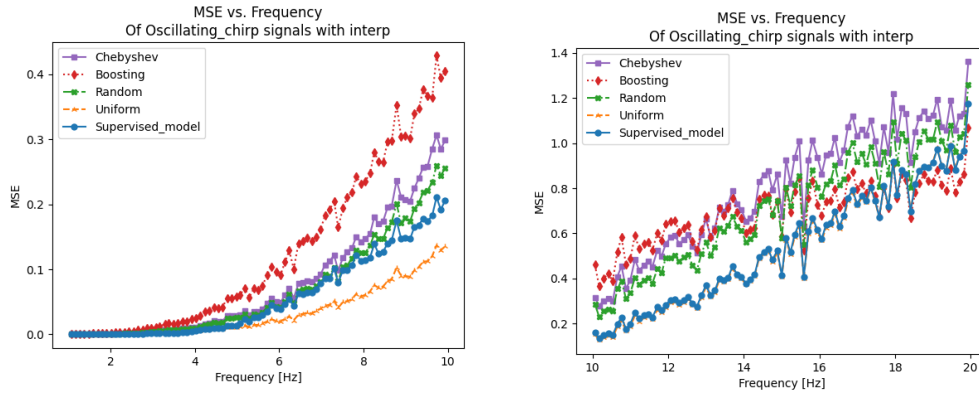 MSE vs. Frequency
Of Oscillating_chirp signals with interp
Chebyshev
Boosting
Random
Uniform
Supervised_model
MSE
0.4
0.3
0.2
0.1
0.0
2
4
6
8
10
Frequency [Hz]
MSE vs. Frequency
Of Oscillating_chirp signals with interp
Chebyshev
Boosting
Random
Uniform
Supervised_model
MSE
1.4
1.2
1.0
0.8
0.6
0.4
0.2
10
12
14
16
18
20
Frequency [Hz]